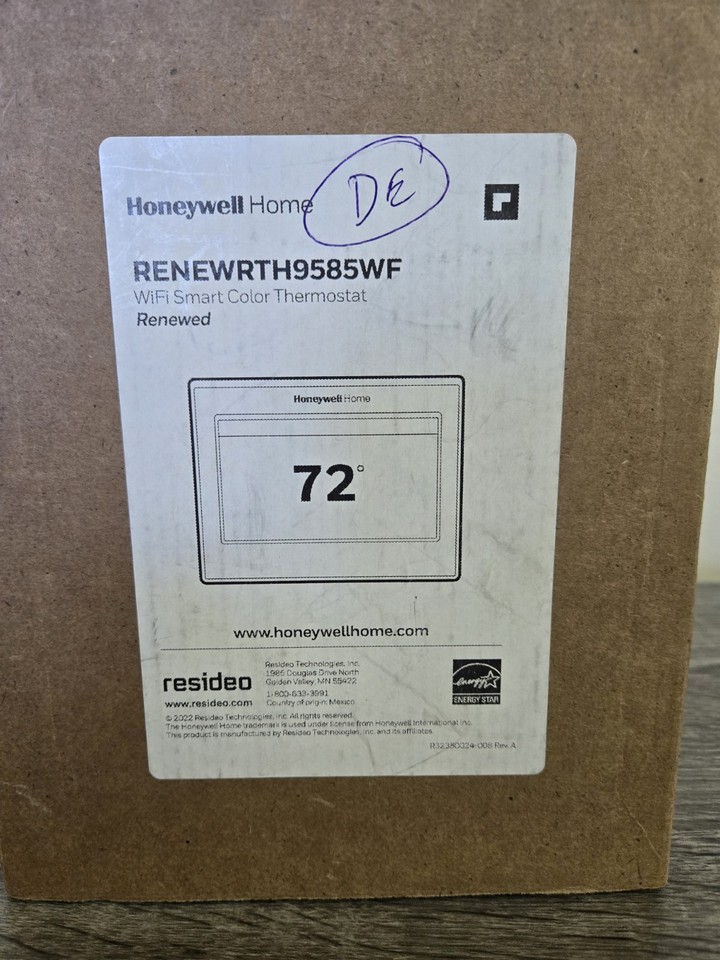 Honeywell Home
DE
RENEWRTH9585WF
WiFi Smart Color Thermostat
Renewed
Honeywell Home
72°
www.honeywellhome.com
resideo
www.resideo.com
Resideo Technologies, Inc.
1985 Douglas Drive North
Golden Valley, MN 55422
1-800-633-3991
Country of origin: Mexico
energy
ENERGY STAR
© 2022 Resideo Technologies, Inc. All rights reserved.
The Honeywell Home trademark is used under license from Honeywell International Inc.
This product is manufactured by Resideo Technologies, Inc. and its affiliates.
Rev. A